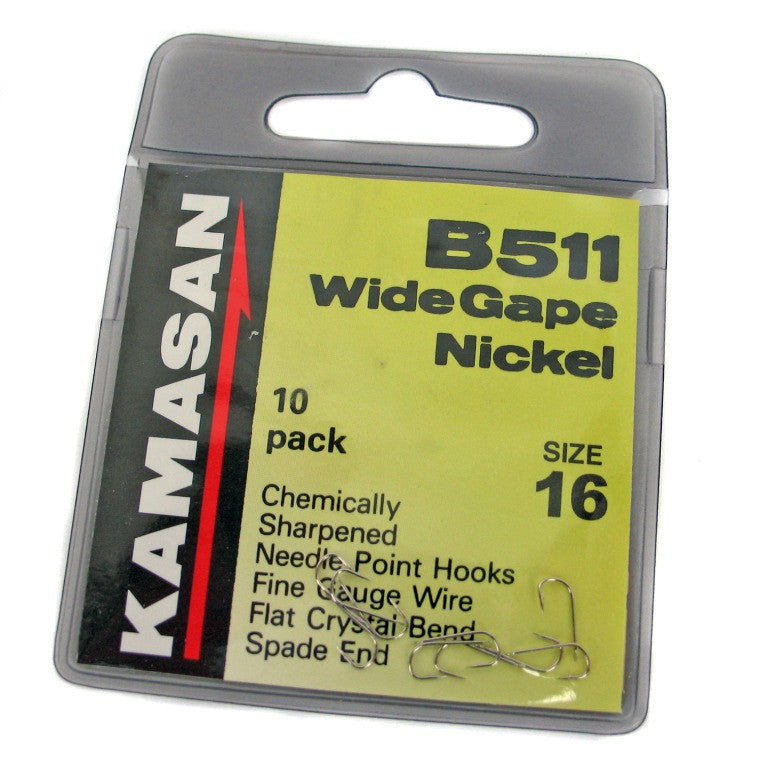 KAMASAN
B511
Wide Gape
Nickel
10
pack
SIZE
16
Chemically
Sharpened
Needle Point Hooks
Fine Gauge Wire
Flat Crystal Bend
Spade End